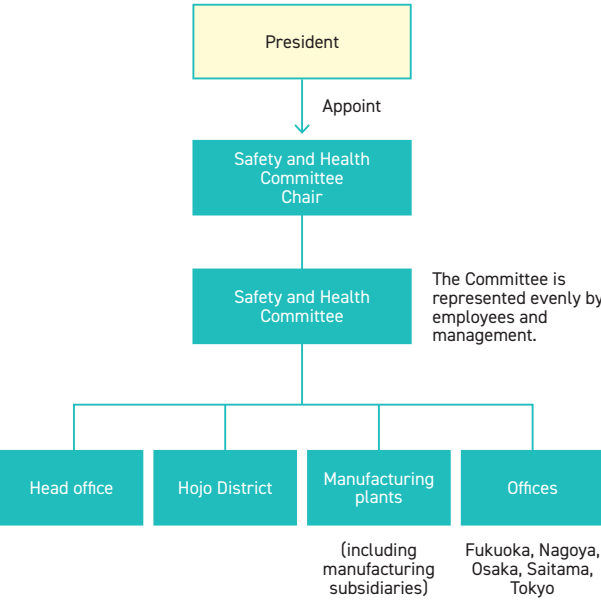 President
Appoint
Safety and Health
Committee
Chair
Safety and Health
Committee
The Committee is
represented evenly by
employees and
management.
Head office
Hojo District
Manufacturing
plants
Offices
(including
manufacturing
subsidiaries)
Fukuoka, Nagoya,
Osaka, Saitama,
Tokyo